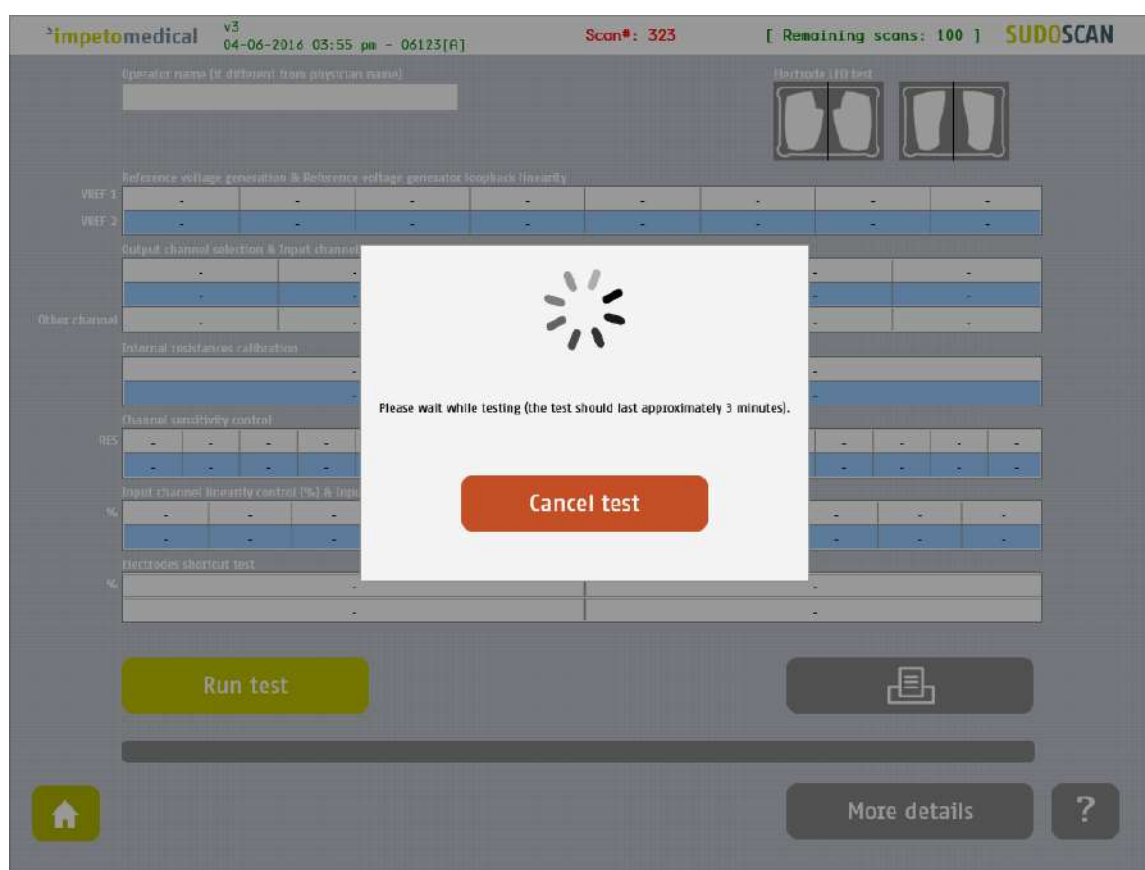 impetomedical
v3
04-06-2016 03:55 pm - 06123[A]
Scan#: 323
[ Remaining scans: 100 ]
SUDOSCAN
Operator name (if different from physician name)
Electrode LED test
Reference voltage generation & Reference voltage generator loopback linearity
VREF 1 - - - - - - - -
VREF 2 - - - - - - - -
Output channel selection & Input channel
- - - -
- - - -
Other channel - - - -
Internal resistances calibration
- -
- -
Channel sensitivity control
RES - - - - - - - -
- - - - - - - -
Input channel linearity control (%) & Inpu
% - - - - - -
- - - - - -
Electrodes shortcut test
% - -
- -
Please wait while testing (the test should last approximately 3 minutes).
Cancel test
Run test
More details
?